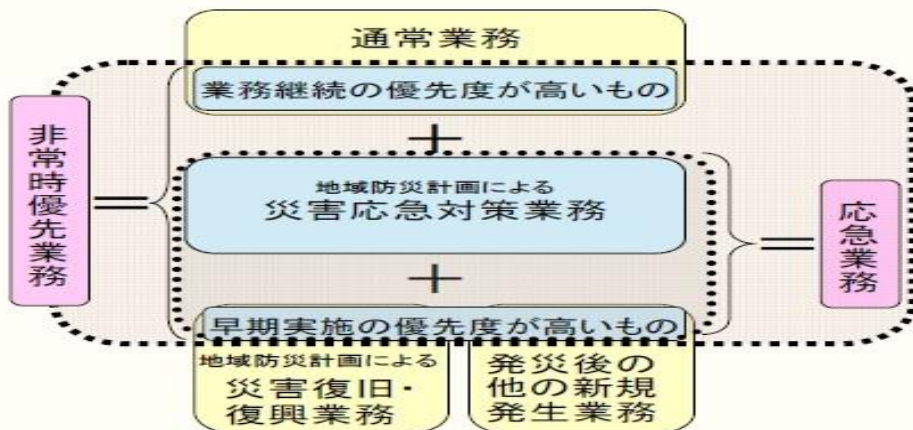 通常業務
業務継続の優先度が高いもの
＋
非常時優先業務
＝
地域防災計画による
災害応急対策業務
＝
応急業務
＋
早期実施の優先度が高いもの
地域防災計画による
災害復旧・
復興業務
発災後の
他の新規
発生業務